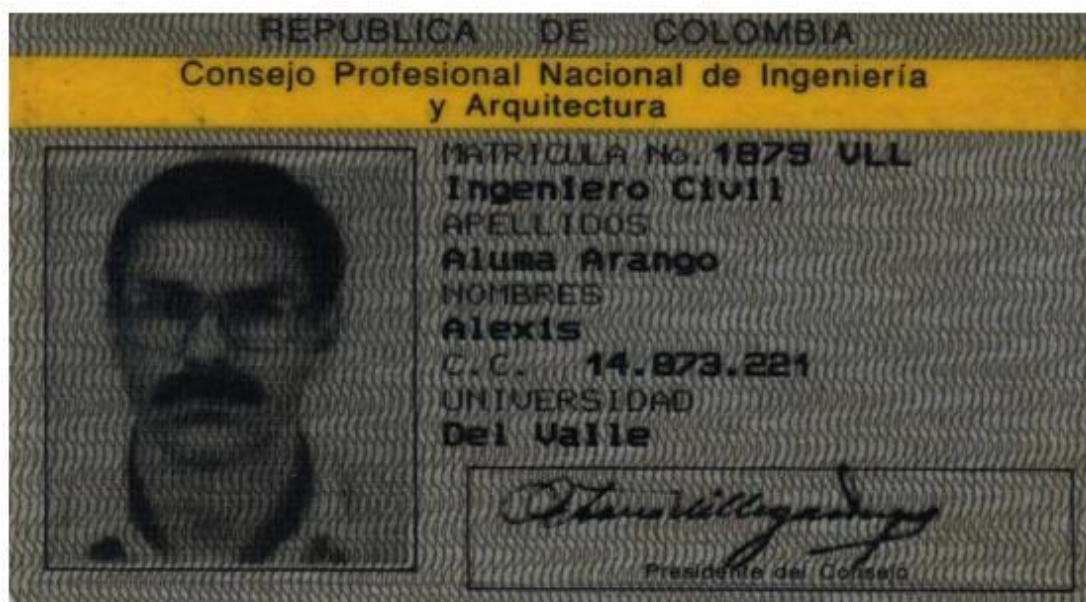 REPUBLICA DE COLOMBIA
Consejo Profesional Nacional de Ingeniería
y Arquitectura
MATRICULA No. 1879 VLL
Ingeniero Civil
APELLIDOS
Aluma Arango
NOMBRES
Alexis
C.C. 14.873.221
UNIVERSIDAD
Del Valle
Presidente del Consejo